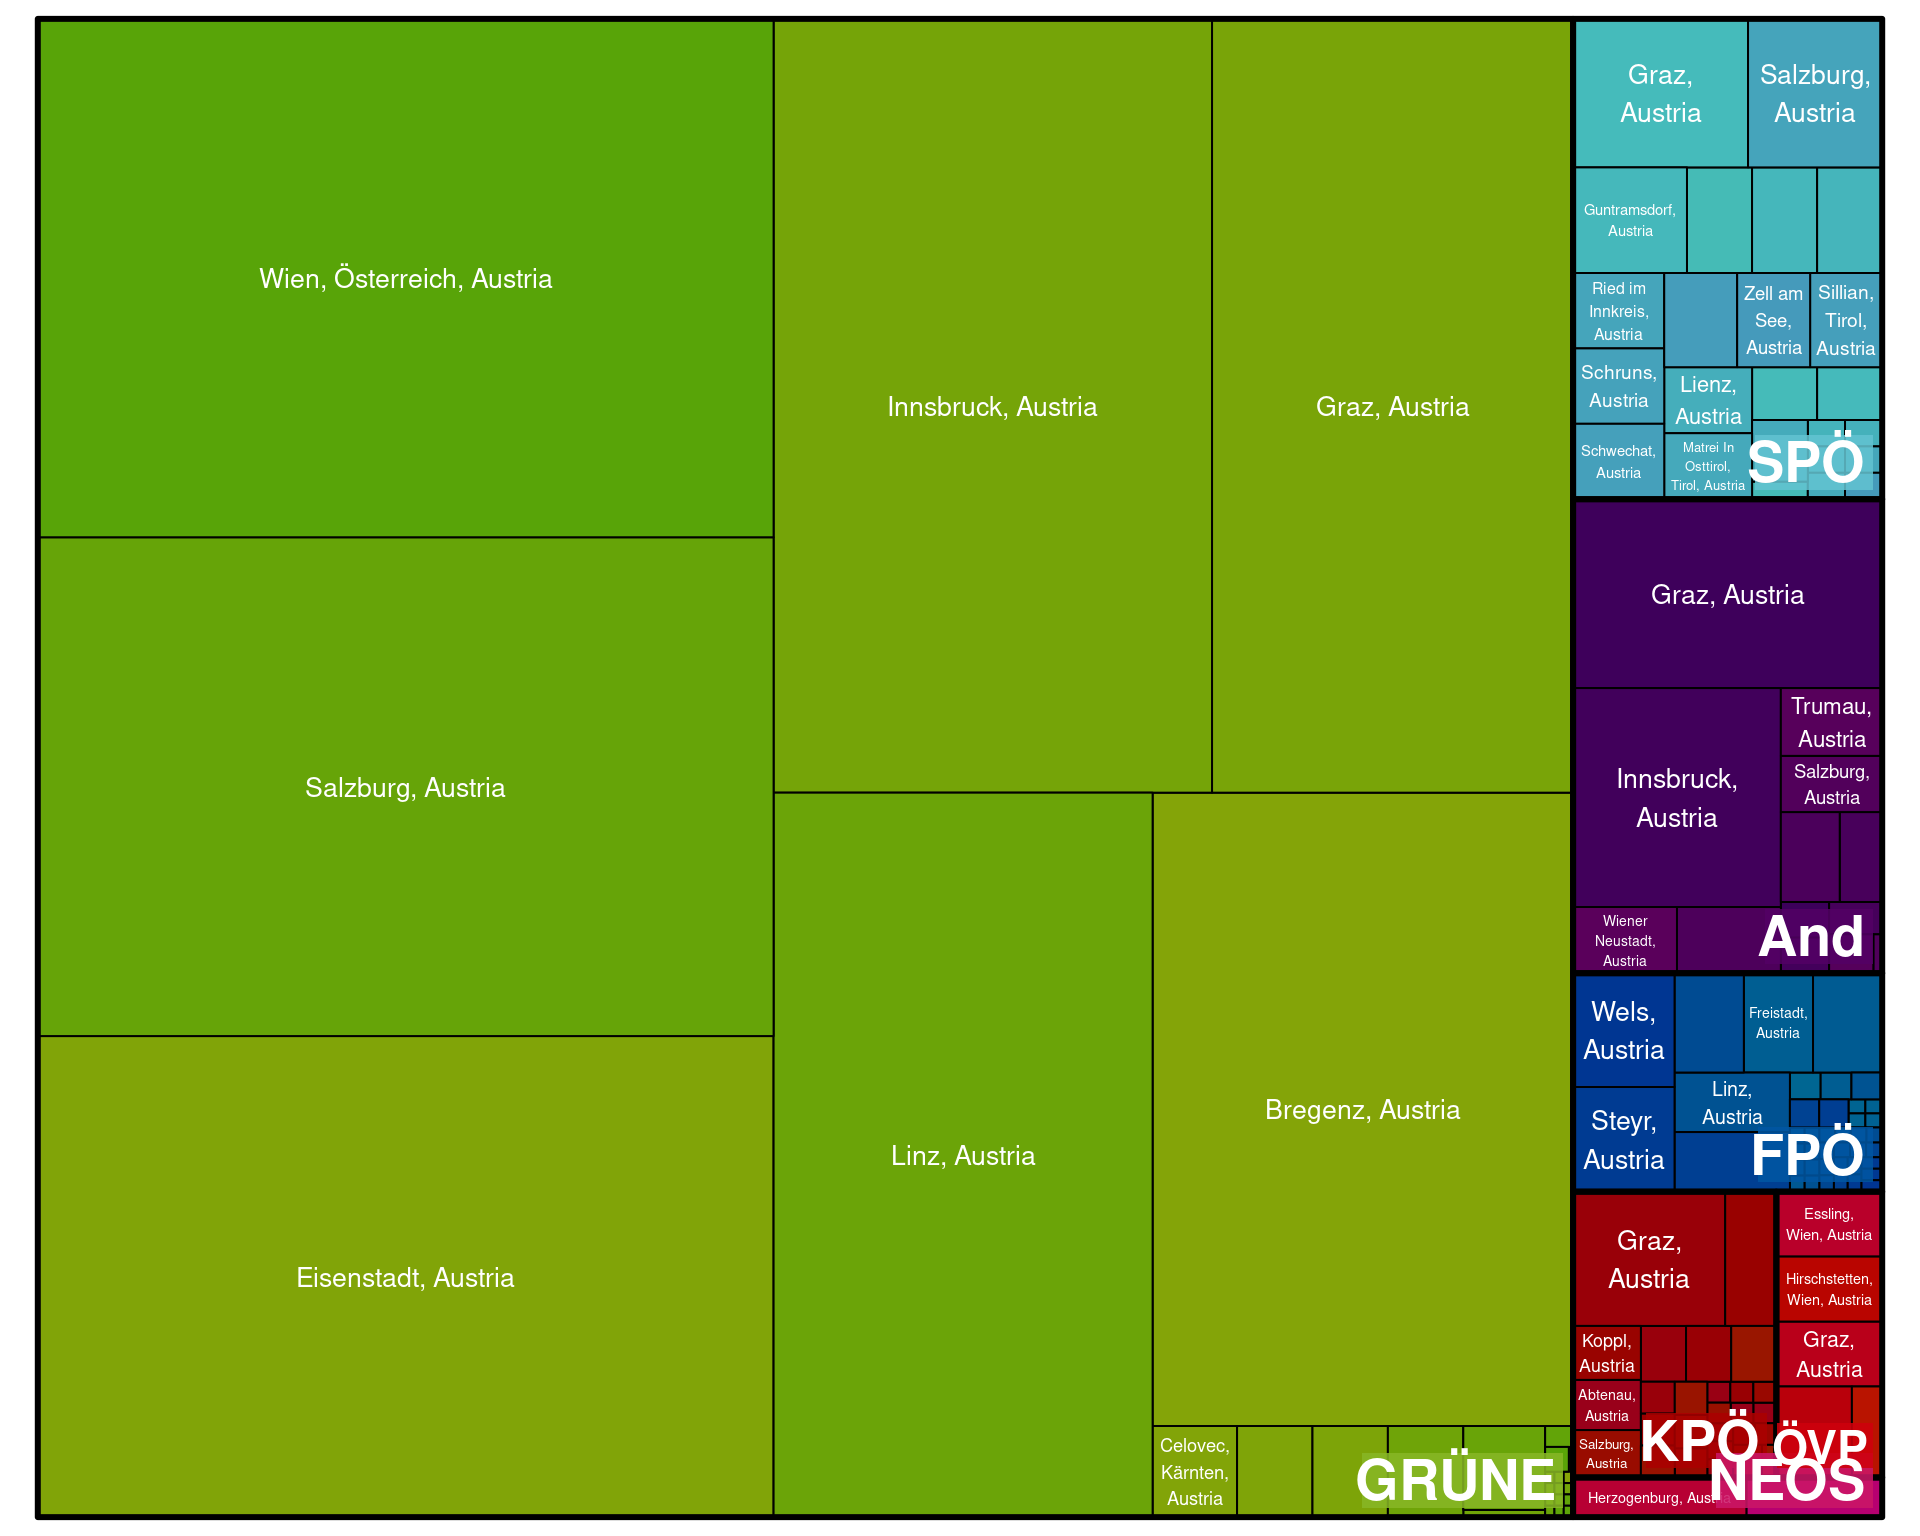 Wien, Österreich, Austria
Salzburg, Austria
Eisenstadt, Austria
Innsbruck, Austria
Graz, Austria
Linz, Austria
Bregenz, Austria
Celovec,
Kärnten,
Austria
GRÜNE
Graz,
Austria
Salzburg,
Austria
Guntramsdorf,
Austria
Ried im
Innkreis,
Austria
Zell am
See,
Austria
Sillian,
Tirol,
Austria
Schruns,
Austria
Lienz,
Austria
Schwechat,
Austria
Matrei In
Osttirol,
Tirol, Austria
SPÖ
Graz, Austria
Innsbruck,
Austria
Trumau,
Austria
Salzburg,
Austria
Wiener
Neustadt,
Austria
And
Wels,
Austria
Freistadt,
Austria
Linz,
Austria
Steyr,
Austria
FPÖ
Graz,
Austria
Koppl,
Austria
Abtenau,
Austria
Salzburg,
Austria
KPÖ
Essling,
Wien, Austria
Hirschstetten,
Wien, Austria
Graz,
Austria
ÖVP
Herzogenburg, Austria
NEOS